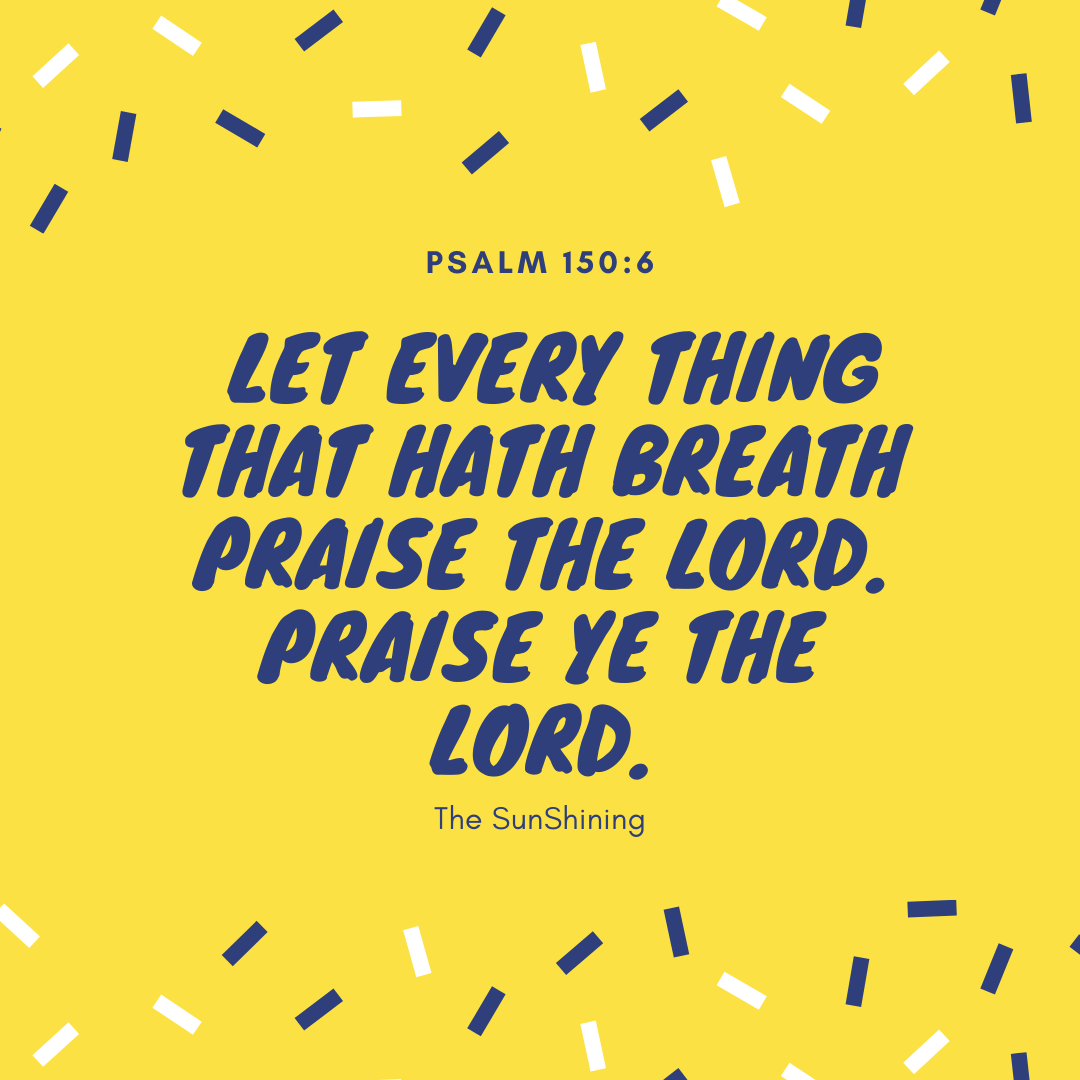 PSALM 150:6
LET EVERY THING
THAT HATH BREATH
PRAISE THE LORD.
PRAISE YE THE
LORD.
The SunShining